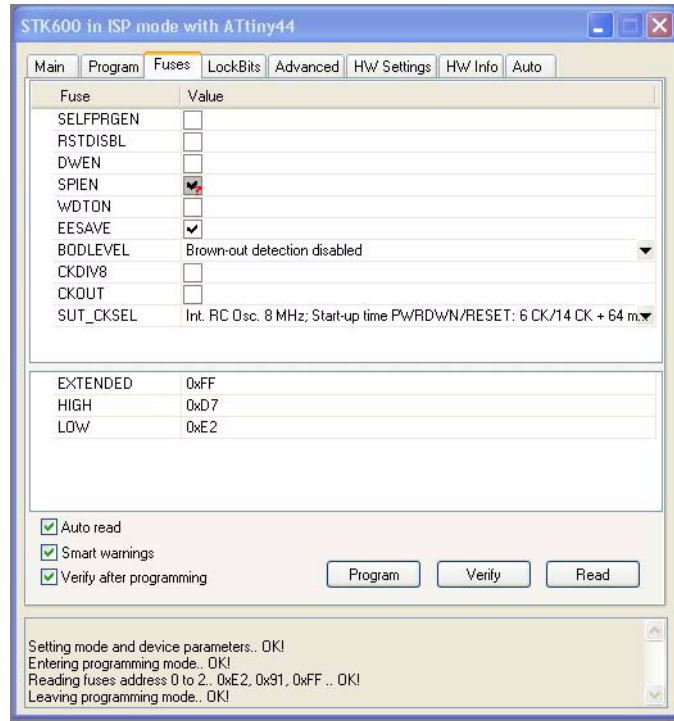 STK600 in ISP mode with ATtiny44
Main Program Fuses LockBits Advanced HW Settings HW Info Auto
Fuse Value
SELFPRGEN
RSTDISBL
DWEN
SPIEN
WDTON
EESAVE
BODLEVEL Brown-out detection disabled
CKDIV8
CKOUT
SUT_CKSEL Int. RC Osc. 8 MHz; Start-up time PWRDWN/RESET: 6 CK/14 CK + 64 m
EXTENDED 0xFF
HIGH 0xD7
LOW 0xE2
Auto read
Smart warnings
Verify after programming
Program Verify Read
Setting mode and device parameters.. OK!
Entering programming mode.. OK!
Reading fuses address 0 to 2.. 0xE2, 0x91, 0xFF .. OK!
Leaving programming mode.. OK!